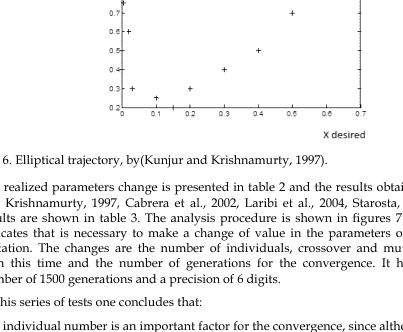 0.7
0.6
0.5
0.4
0.3
0.2
0 0.1 0.2 0.3 0.4 0.5 0.6 0.7
X desired
6. Elliptical trajectory, by(Kunjur and Krishnamurty, 1997).
realized parameters change is presented in table 2 and the results obtai
Krishnamurty, 1997, Cabrera et al., 2002, Laribi et al., 2004, Starosta,
ults are shown in table 3. The analysis procedure is shown in figures 7
icates that is necessary to make a change of value in the parameters o
ation. The changes are the number of individuals, crossover and mu
this time and the number of generations for the convergence. It h
mber of 1500 generations and a precision of 6 digits.
his series of tests one concludes that:
individual number is an important factor for the convergence, since altho